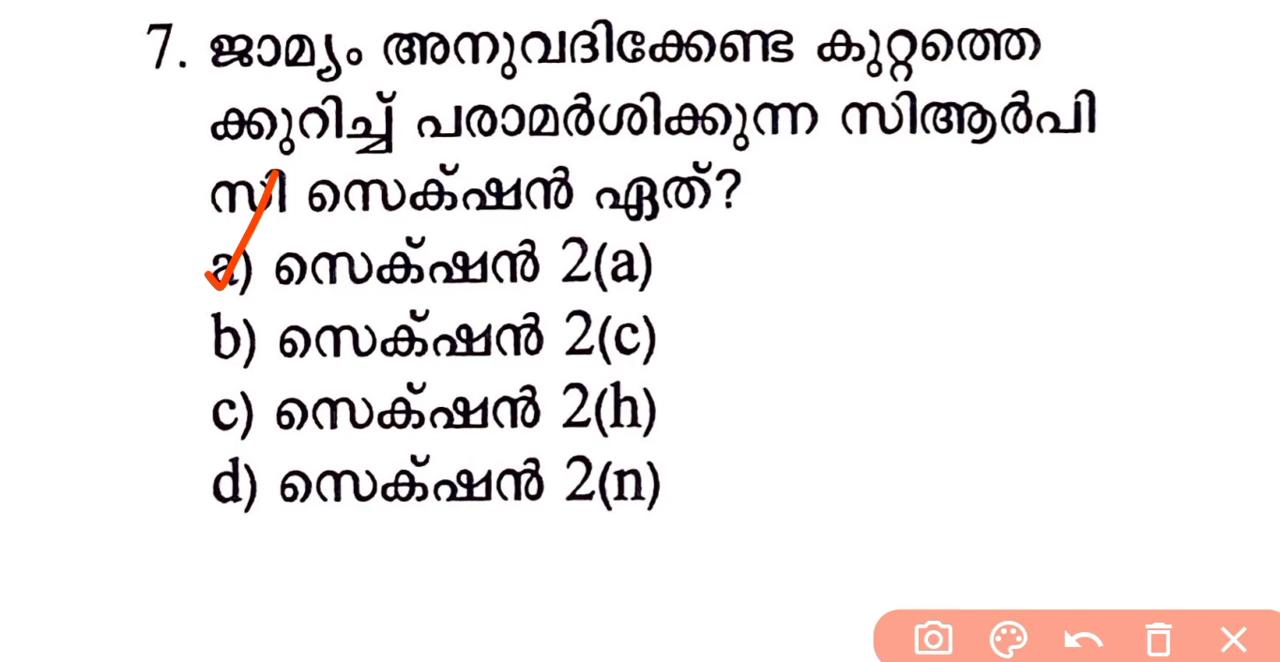 7. ജാമ്യം അനുവദിക്കേണ്ട കുറ്റത്തെ
ക്കുറിച്ച് പരാമർശിക്കുന്ന സിആർപി
സി സെക്ഷൻ ഏത്?
a) സെക്ഷൻ 2(a)
b) സെക്ഷൻ 2(c)
c) സെക്ഷൻ 2(h)
d) സെക്ഷൻ 2(n)